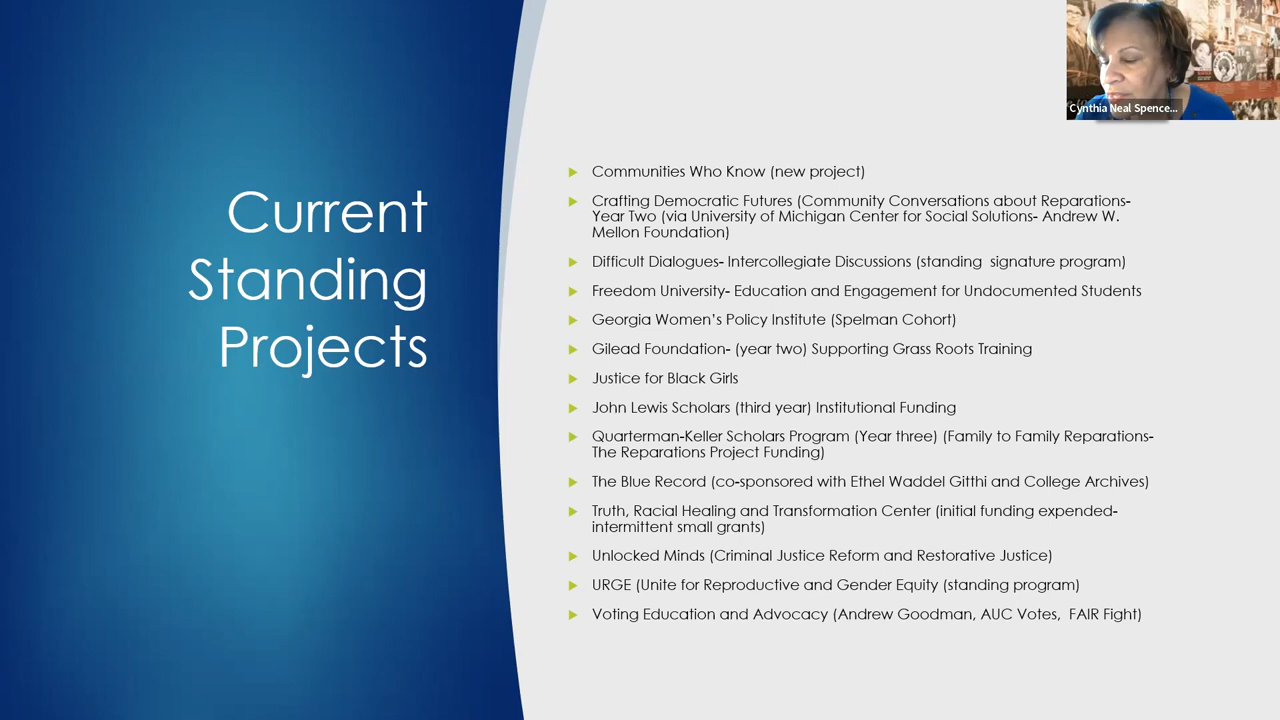 Cynthia Neal Spence...
Current
Standing
Projects
Communities Who Know (new project)
Crafting Democratic Futures (Community Conversations about Reparations-
Year Two (via University of Michigan Center for Social Solutions- Andrew W.
Mellon Foundation)
Difficult Dialogues- Intercollegiate Discussions (standing  signature program)
Freedom University- Education and Engagement for Undocumented Students
Georgia Women's Policy Institute (Spelman Cohort)
Gilead Foundation- (year two) Supporting Grass Roots Training
Justice for Black Girls
John Lewis Scholars (third year) Institutional Funding
Quarterman-Keller Scholars Program (Year three) (Family to Family Reparations-
The Reparations Project Funding)
The Blue Record (co-sponsored with Ethel Waddel Gitthi and College Archives)
Truth, Racial Healing and Transformation Center (initial funding expended-
intermittent small grants)
Unlocked Minds (Criminal Justice Reform and Restorative Justice)
URGE (Unite for Reproductive and Gender Equity (standing program)
Voting Education and Advocacy (Andrew Goodman, AUC Votes,  FAIR Fight)